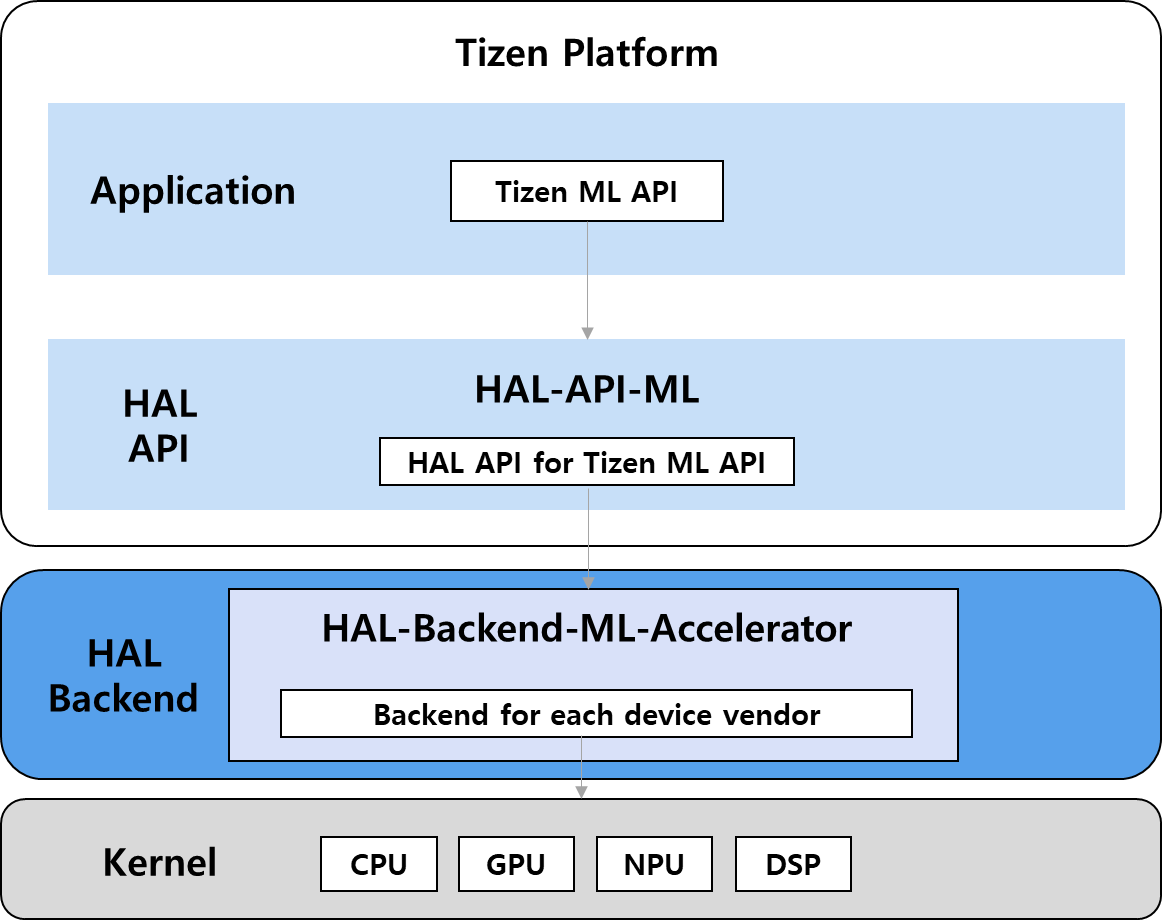 Tizen Platform
Application
Tizen ML API
HAL
API
HAL-API-ML
HAL API for Tizen ML API
HAL
Backend
HAL-Backend-ML-Accelerator
Backend for each device vendor
Kernel
CPU
GPU
NPU
DSP